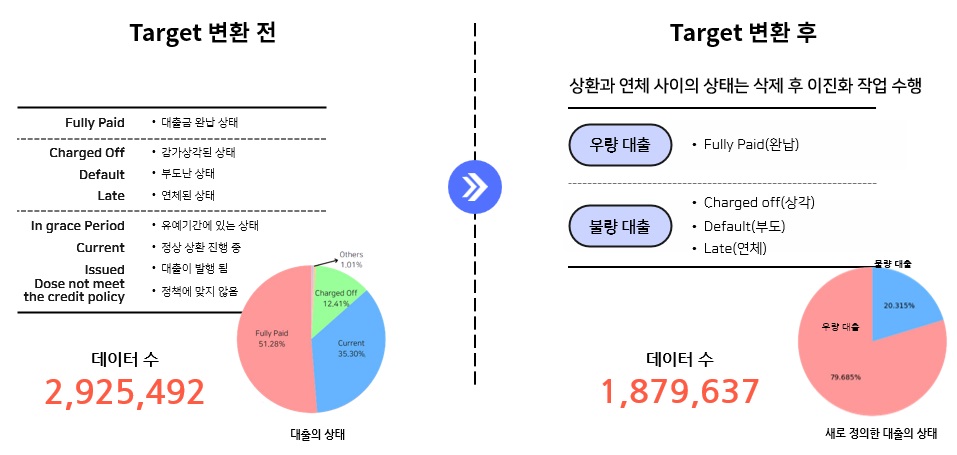 Target 변환 전
Fully Paid • 대출금 완납 상태
Charged Off • 감가상각된 상태
Default • 부도난 상태
Late • 연체된 상태
In grace Period • 유예기간에 있는 상태
Current • 정상 상환 진행 중
Issued • 대출이 발행 됨
Dose not meet
the credit policy • 정책에 맞지 않음
Others
1.01%
Charged Off
12.41%
Fully Paid
51.28%
Current
35.30%
대출의 상태
데이터 수
2,925,492
Target 변환 후
상환과 연체 사이의 상태는 삭제 후 이진화 작업 수행
우량 대출 • Fully Paid(완납)
불량 대출
• Charged off(상각)
• Default(부도)
• Late(연체)
불량 대출
20.315%
우량 대출
79.685%
새로 정의한 대출의 상태
데이터 수
1,879,637